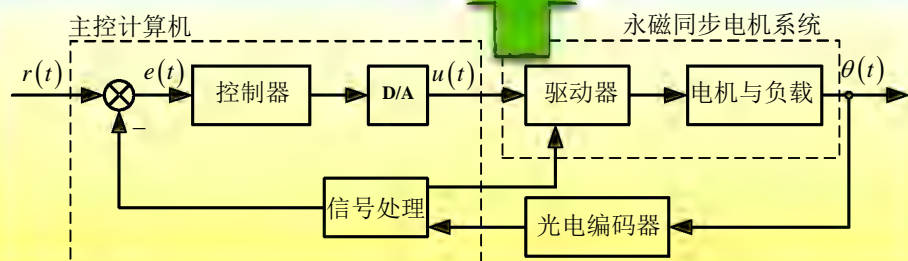 主控计算机
永磁同步电机系统
r(t)
e(t)
控制器
D/A
u(t)
驱动器
电机与负载
θ(t)
−
信号处理
光电编码器